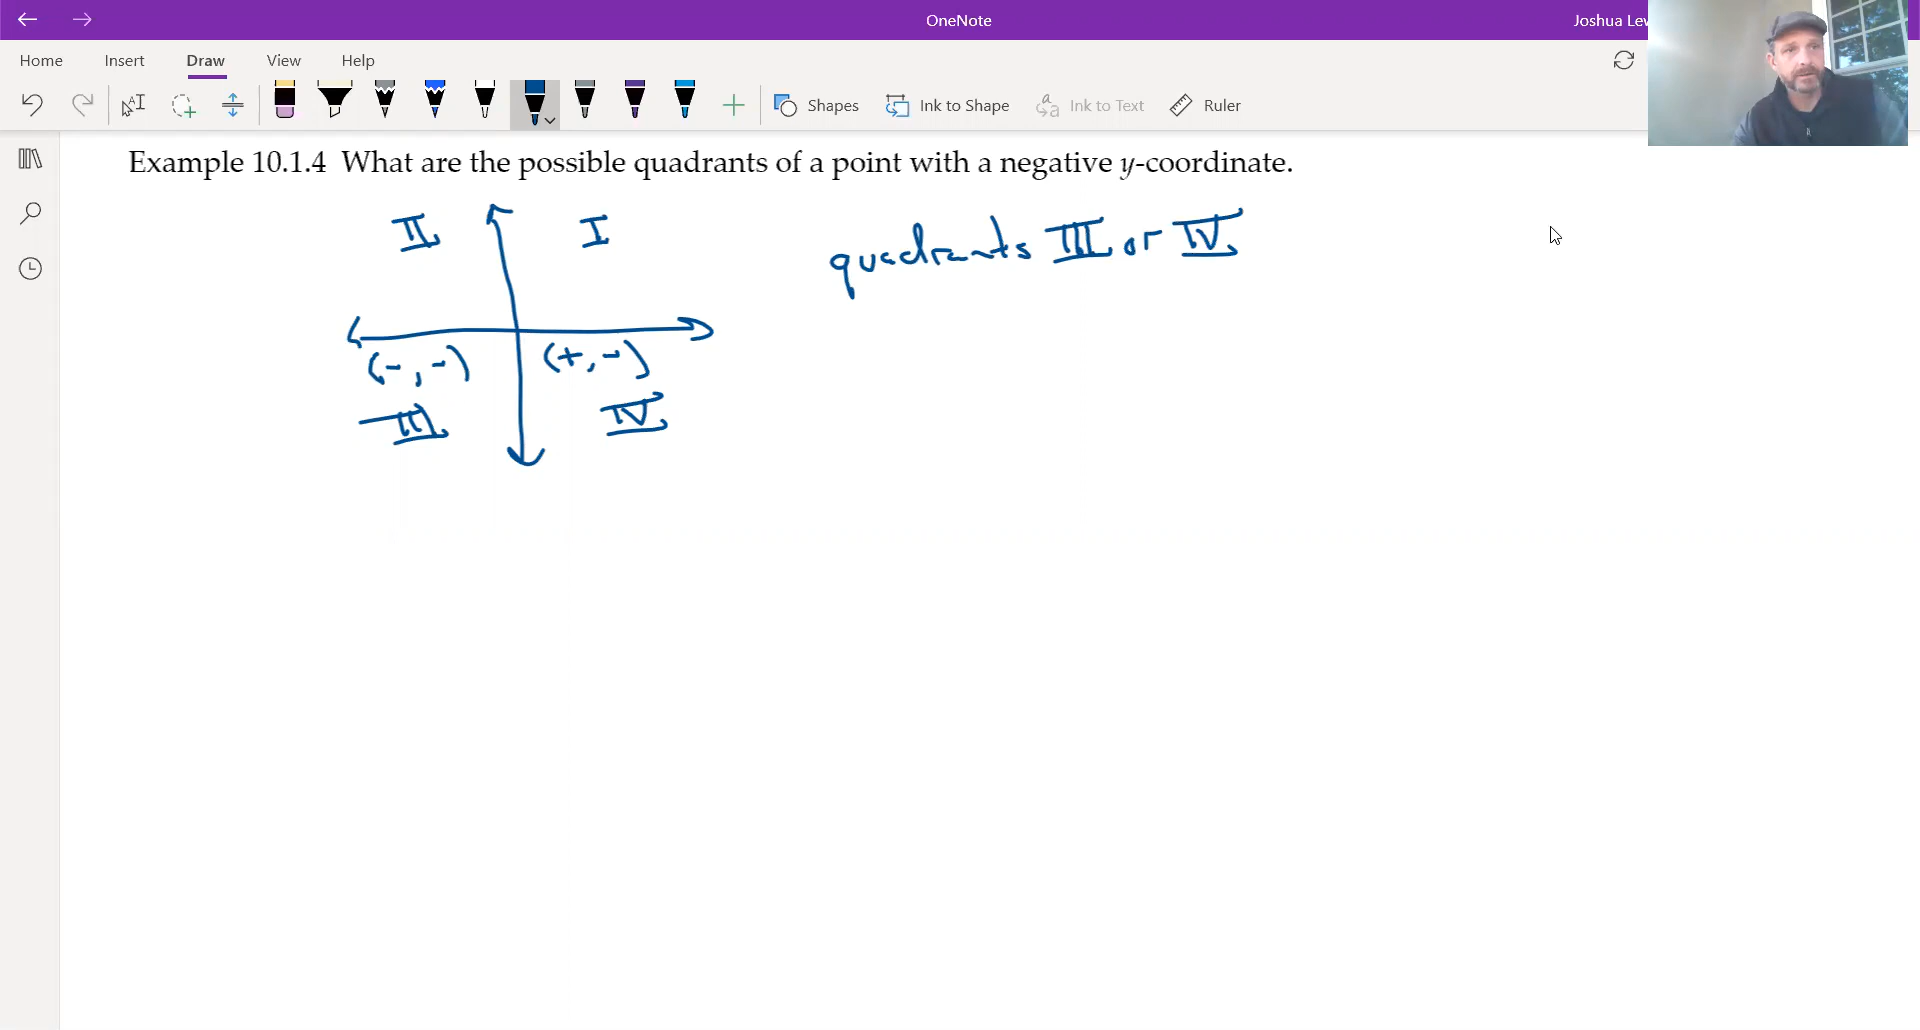 OneNote
Joshua Lew
Home Insert Draw View Help
Shapes Ink to Shape Ink to Text Ruler
Example 10.1.4 What are the possible quadrants of a point with a negative y-coordinate.
II I
quadrants III or IV
(-, -) (+, -)
III IV